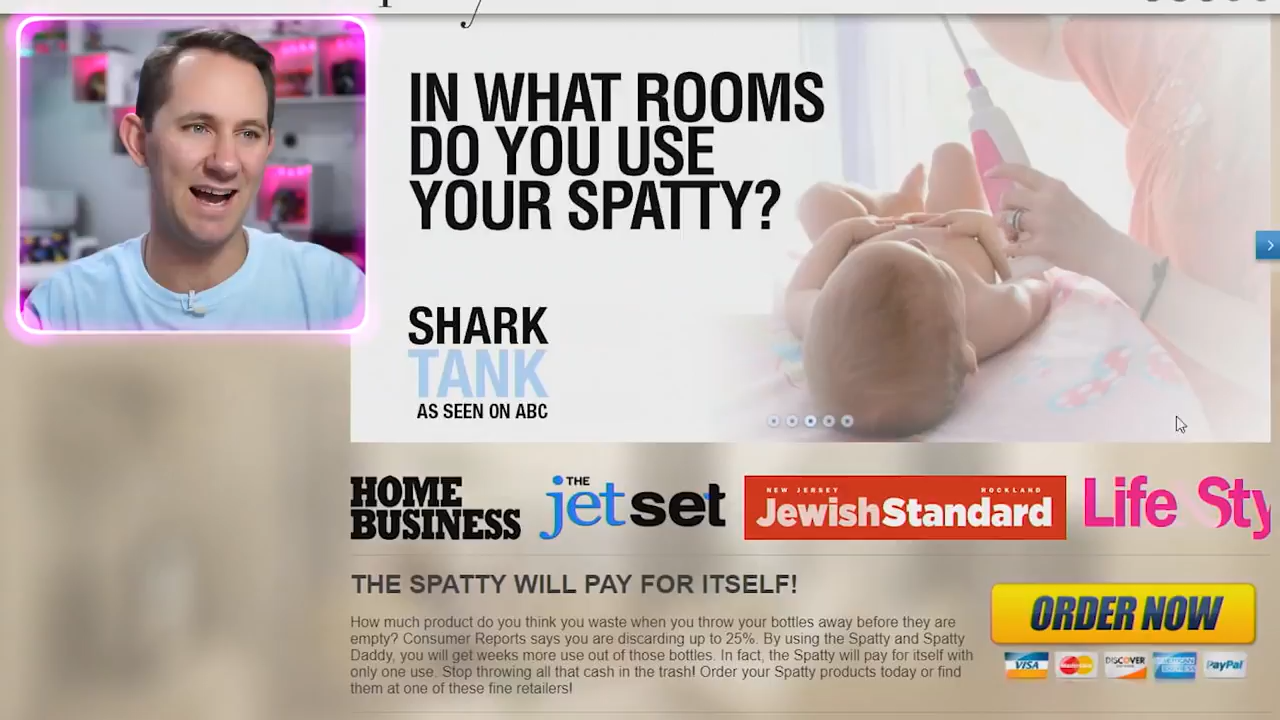 IN WHAT ROOMS
DO YOU USE
YOUR SPATTY?
SHARK
TANK
AS SEEN ON ABC
HOME
BUSINESS
THE
jetset
NEW JERSEY ROCKLAND
JewishStandard
Life Sty
THE SPATTY WILL PAY FOR ITSELF!
How much product do you think you waste when you throw your bottles away before they are
empty? Consumer Reports says you are discarding up to 25%. By using the Spatty and Spatty
Daddy, you will get weeks more use out of those bottles. In fact, the Spatty will pay for itself with
only one use. Stop throwing all that cash in the trash! Order your Spatty products today or find
them at one of these fine retailers!
ORDER NOW
VISA
MasterCard
DISCOVER
AMERICAN EXPRESS
PayPal